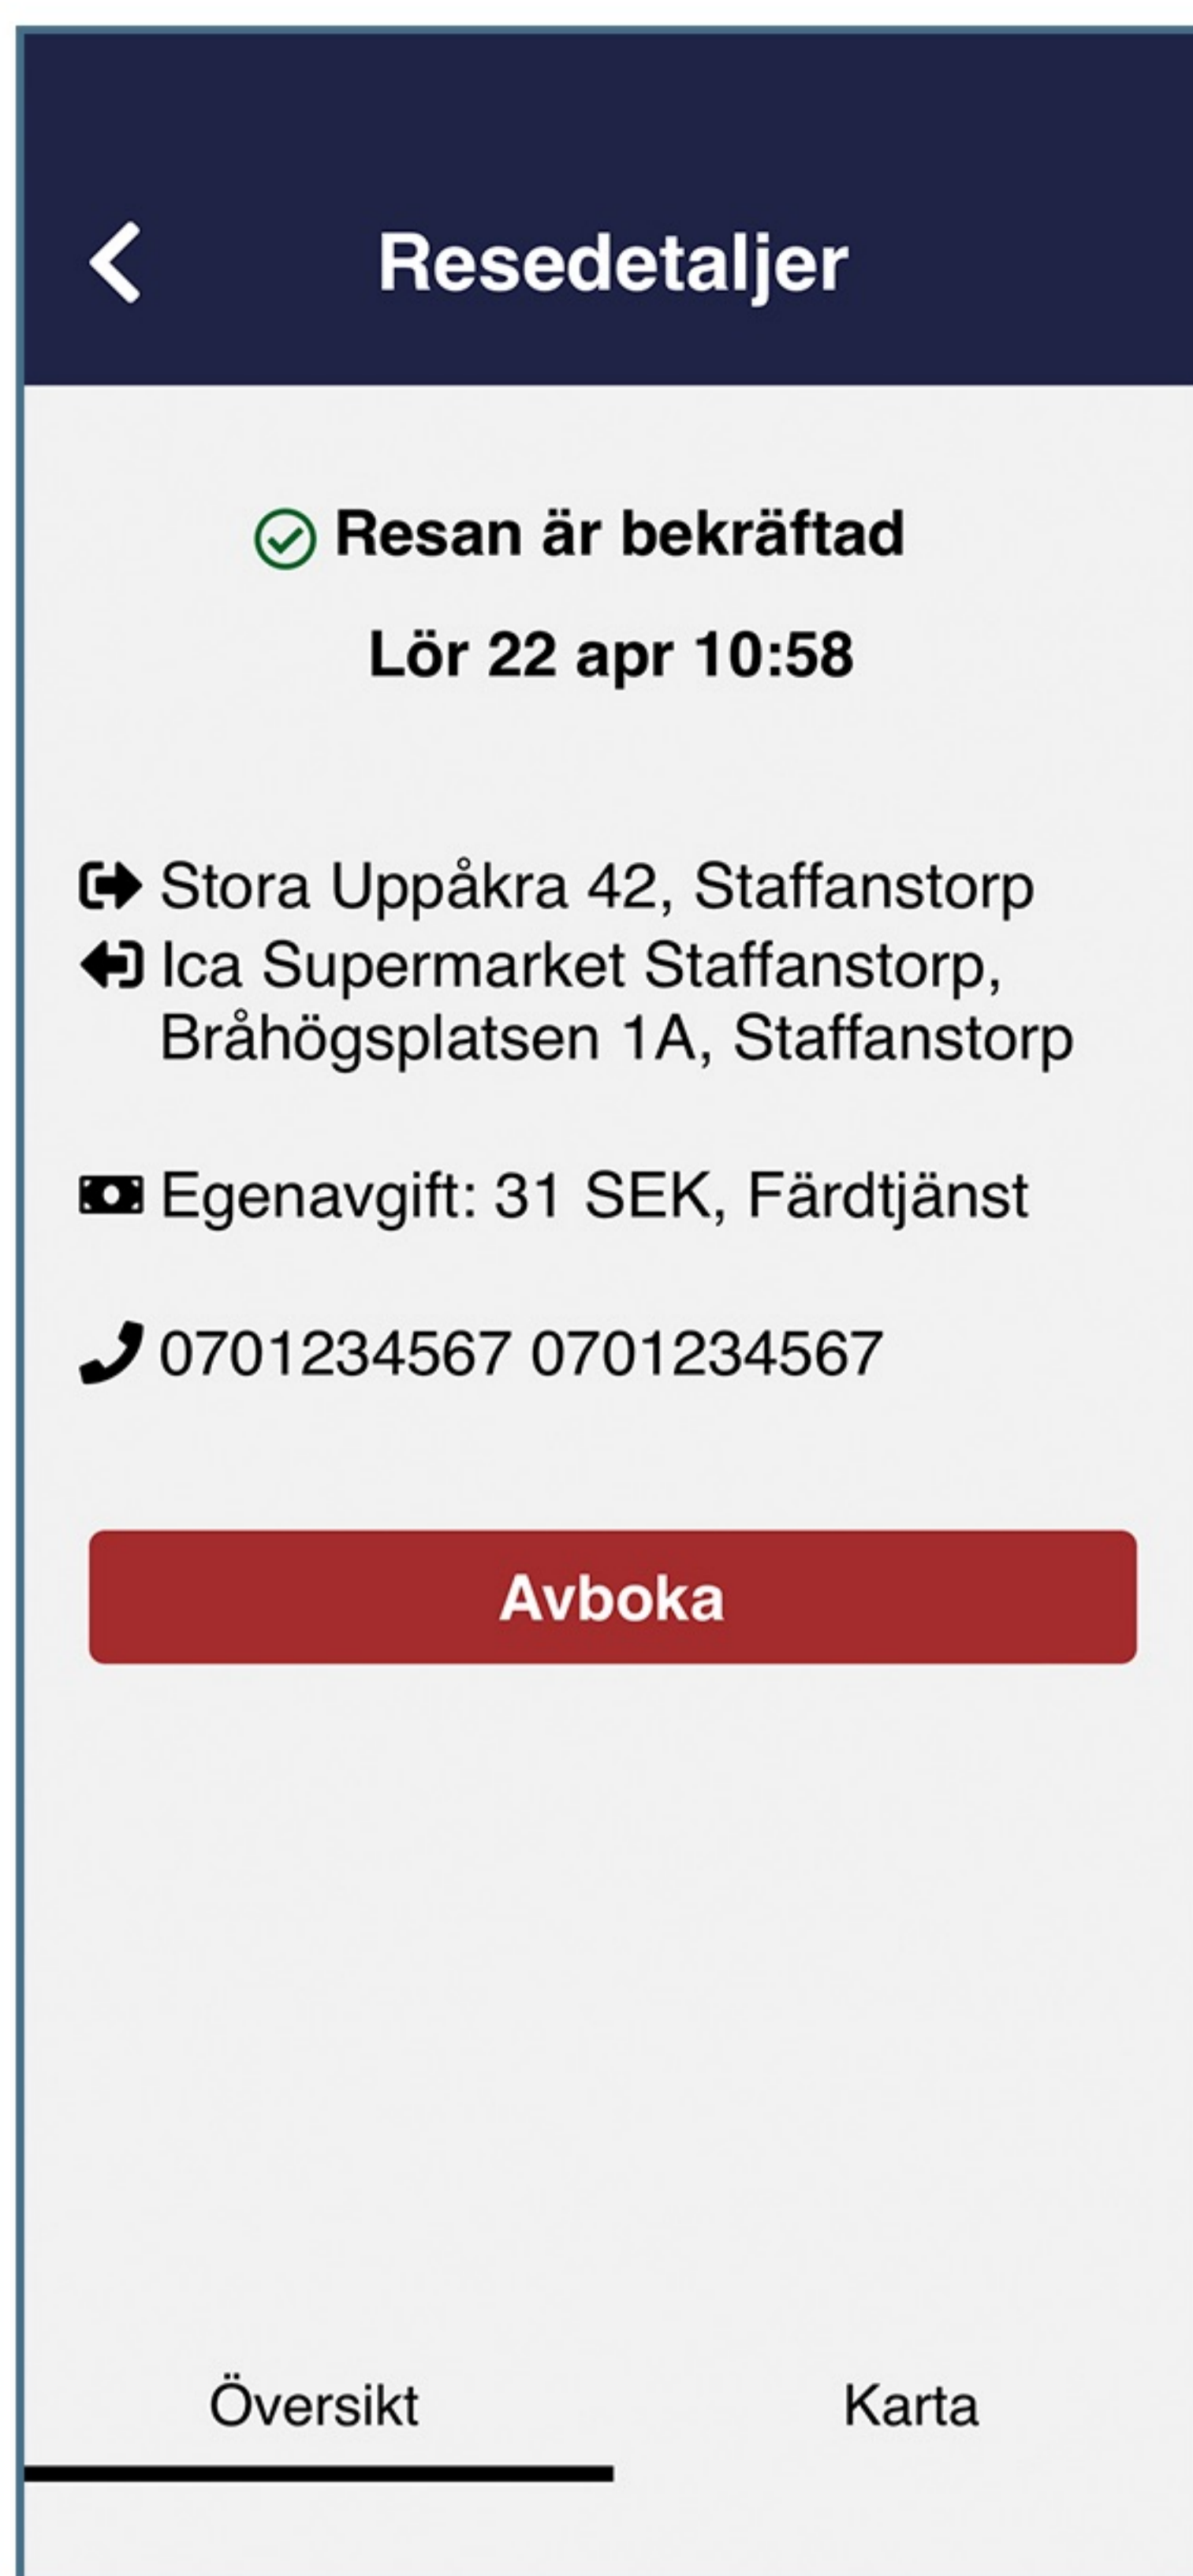 Resedetaljer
Resan är bekräftad
Lör 22 apr 10:58
Stora Uppåkra 42, Staffanstorp
Ica Supermarket Staffanstorp,
Bråhögsplatsen 1A, Staffanstorp
Egenavgift: 31 SEK, Färdtjänst
0701234567 0701234567
Avboka
Översikt
Karta